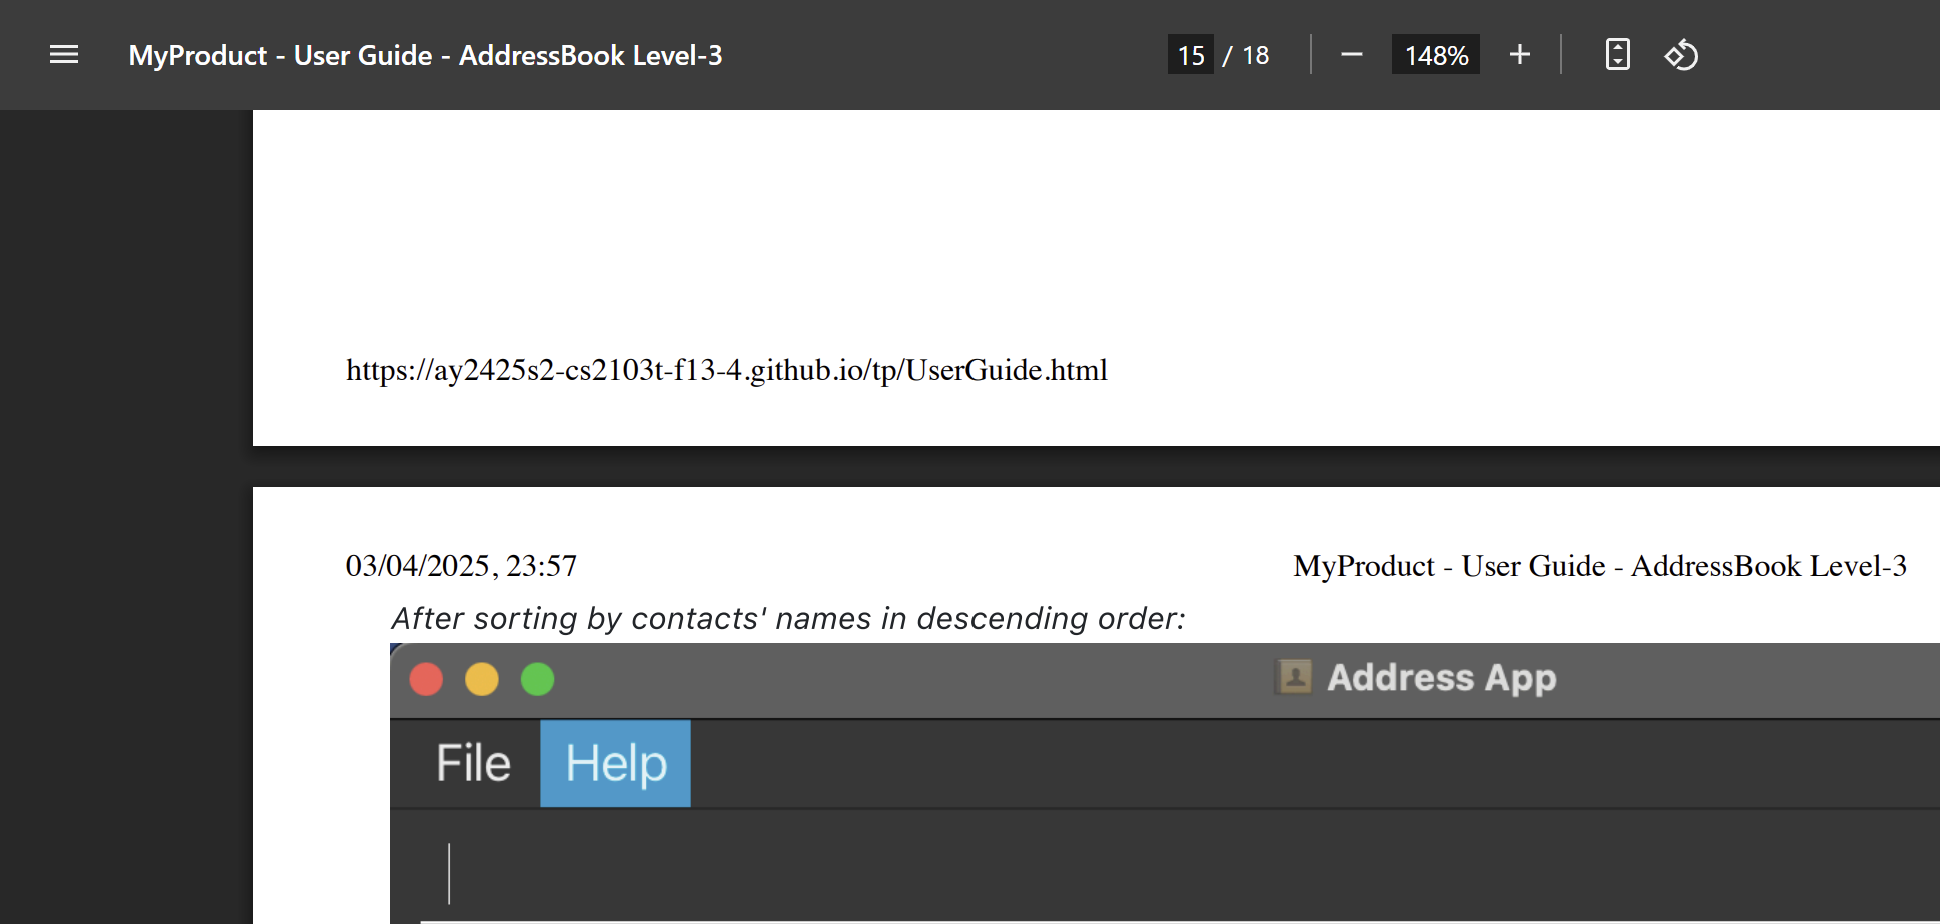 MyProduct - User Guide - AddressBook Level-3
15 / 18
148%
https://ay2425s2-cs2103t-f13-4.github.io/tp/UserGuide.html
03/04/2025, 23:57
MyProduct - User Guide - AddressBook Level-3
After sorting by contacts' names in descending order:
Address App
File Help